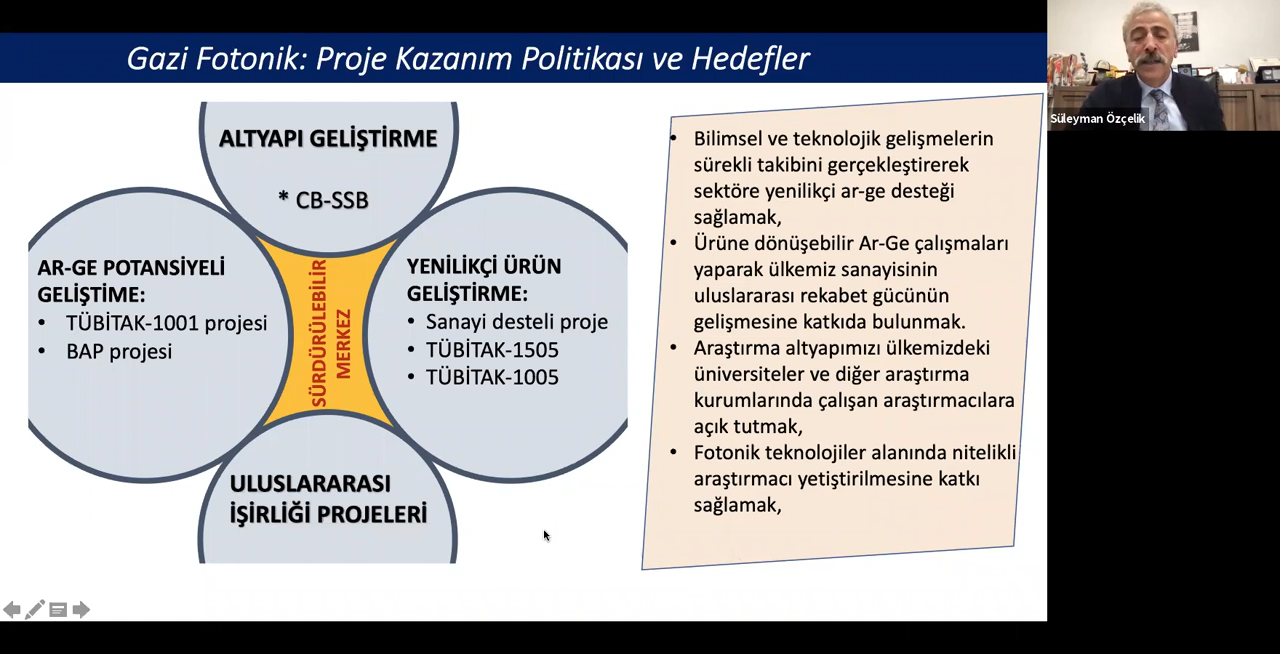 Gazi Fotonik: Proje Kazanım Politikası ve Hedefler
Süleyman Özçelik
ALTYAPI GELİŞTİRME
* CB-SSB
AR-GE POTANSİYELİ
GELİŞTİME:
• TÜBİTAK-1001 projesi
• BAP projesi
SÜRDÜRÜLEBİLİR
MERKEZ
YENİLİKÇİ ÜRÜN
GELİŞTİRME:
• Sanayi desteli proje
• TÜBİTAK-1505
• TÜBİTAK-1005
ULUSLARARASI
İŞİRLİĞİ PROJELERİ
• Bilimsel ve teknolojik gelişmelerin
sürekli takibini gerçekleştirerek
sektöre yenilikçi ar-ge desteği
sağlamak,
• Ürüne dönüşebilir Ar-Ge çalışmaları
yaparak ülkemiz sanayisinin
uluslararası rekabet gücünün
gelişmesine katkıda bulunmak.
• Araştırma altyapımızı ülkemizdeki
üniversiteler ve diğer araştırma
kurumlarında çalışan araştırmacılara
açık tutmak,
• Fotonik teknolojiler alanında nitelikli
araştırmacı yetiştirilmesine katkı
sağlamak,